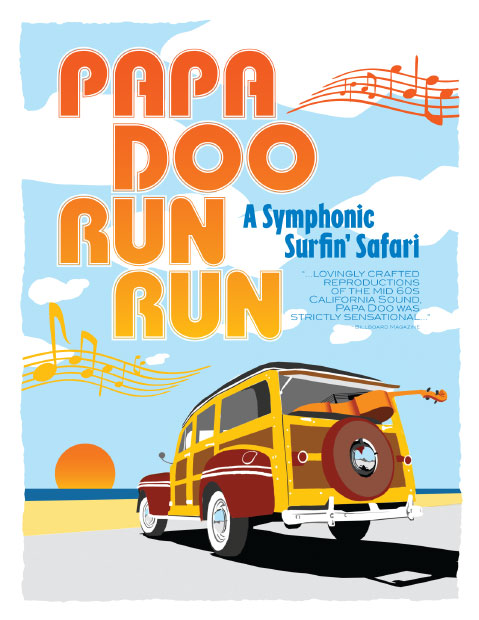 PAPA
DOO
RUN
RUN
A Symphonic
Surfin' Safari
"...LOVINGLY CRAFTED
REPRODUCTIONS
OF THE MID 60S
CALIFORNIA SOUND,
PAPA DOO WAS
STRICTLY SENSATIONAL..."
- BILLBOARD MAGAZINE